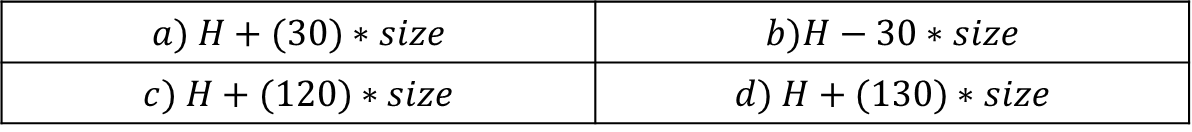 a) H + (30) ∗ size b)H − 30 ∗ size
c) H + (120) ∗ size d) H + (130) ∗ size